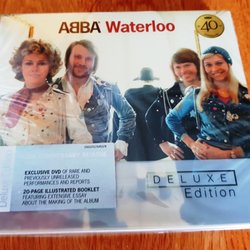 ABBA Waterloo
40
EXCLUSIVE DVD OF RARE AND
PREVIOUSLY UNRELEASED
PERFORMANCES AND REPORTS
20-PAGE ILLUSTRATED BOOKLET
FEATURING EXTENSIVE ESSAY
ABOUT THE MAKING OF THE ALBUM
DELUXE
Edition